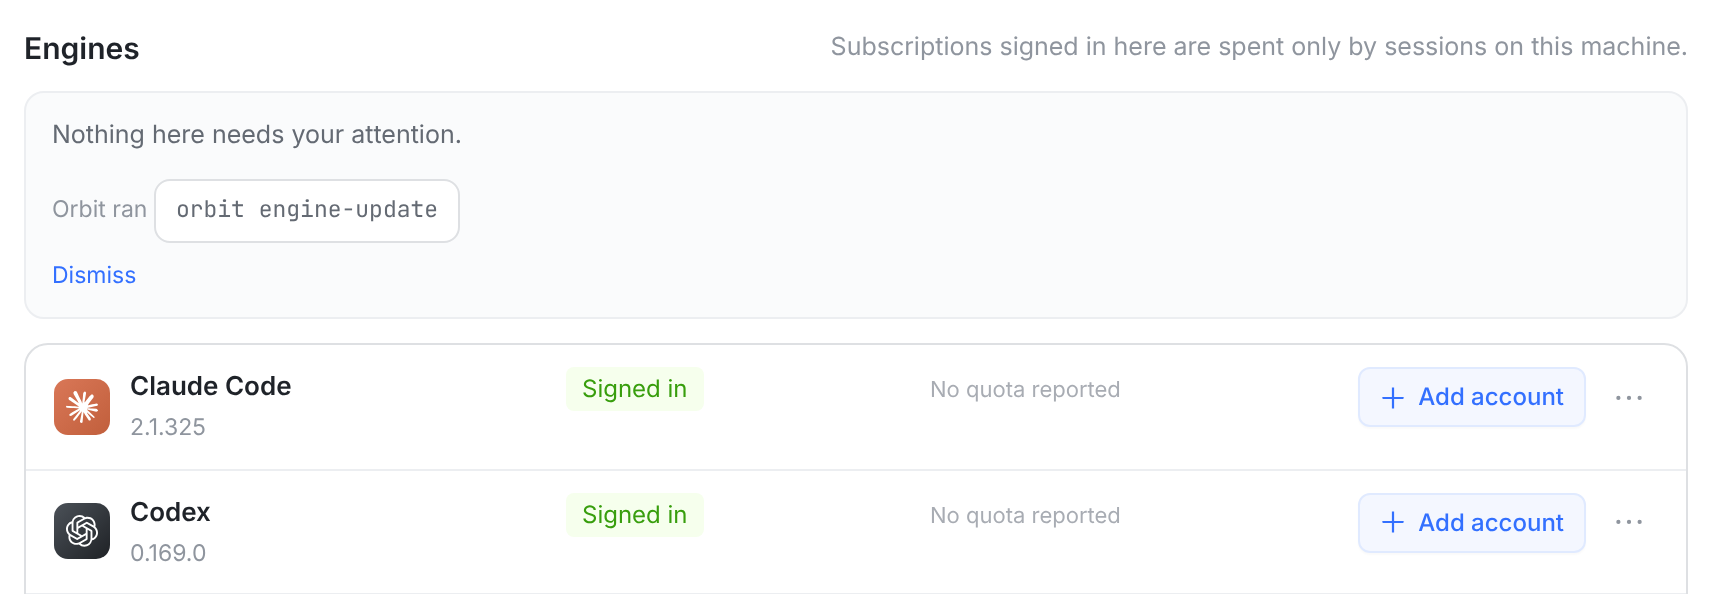 Engines
Subscriptions signed in here are spent only by sessions on this machine.
Nothing here needs your attention.
Orbit ran orbit engine-update
Dismiss
Claude Code
2.1.325
Signed in
No quota reported
+ Add account
...
Codex
0.169.0
Signed in
No quota reported
+ Add account
...